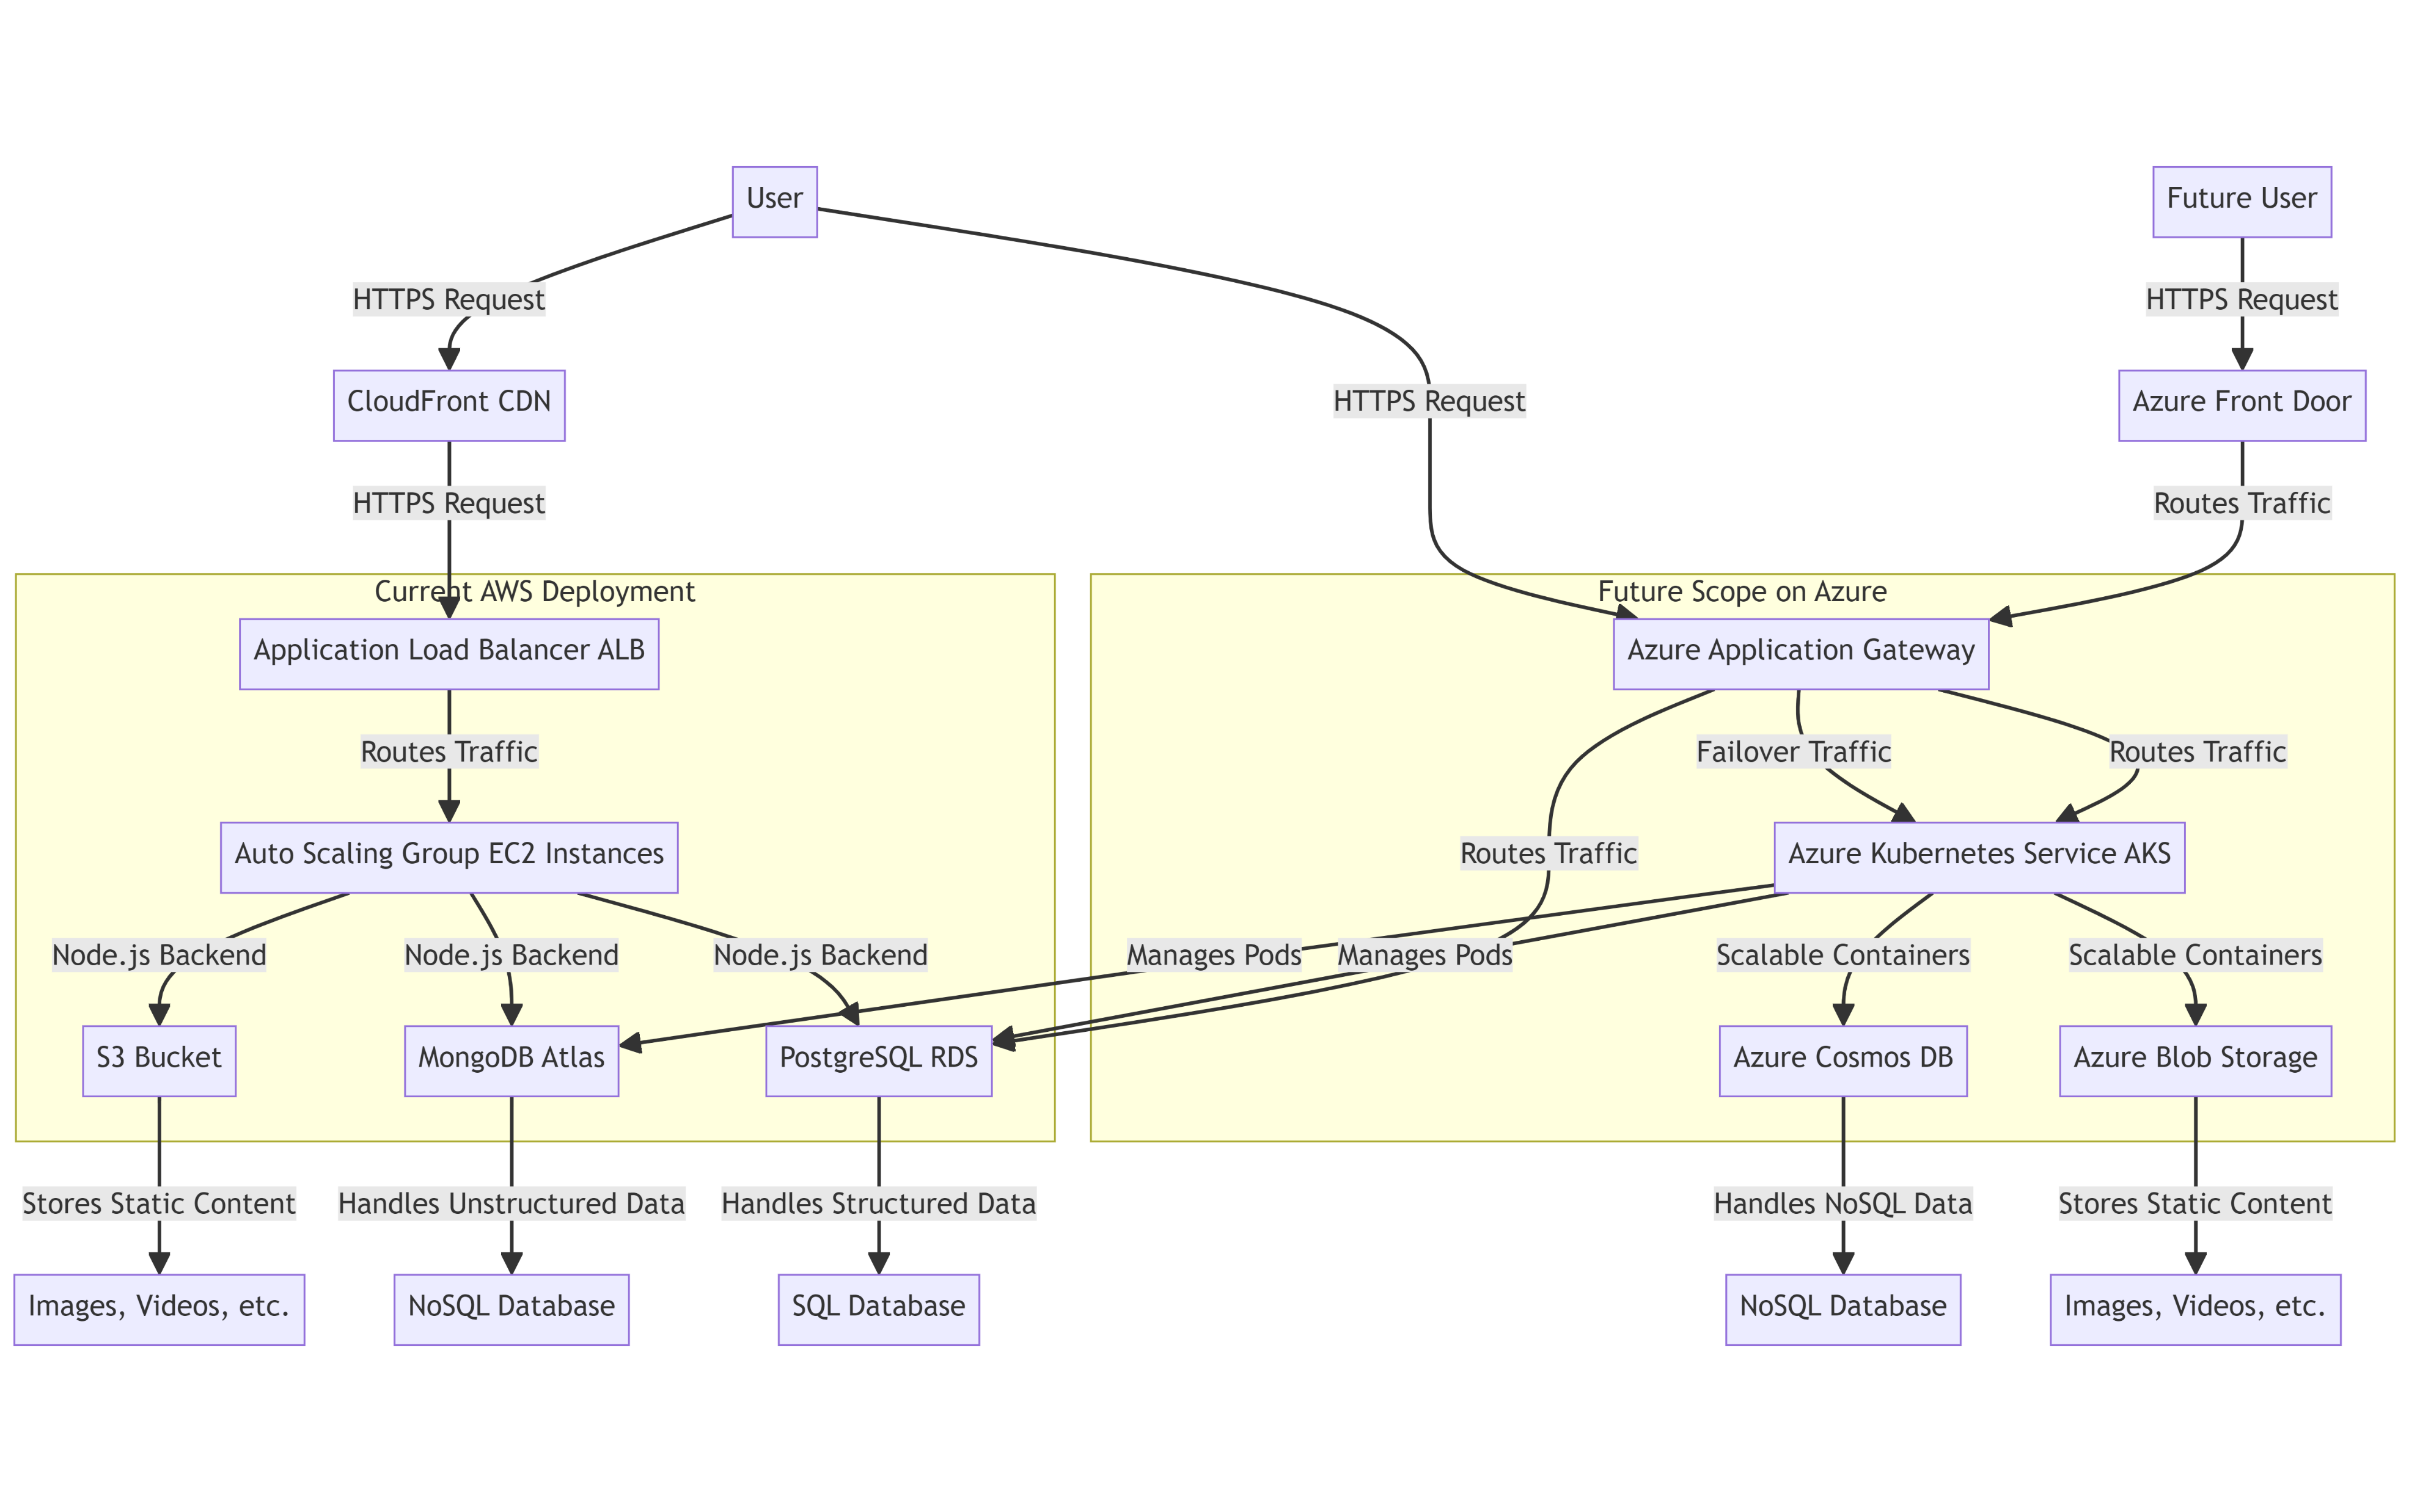 User
Future User
HTTPS Request
HTTPS Request
CloudFront CDN
HTTPS Request
Azure Front Door
HTTPS Request
Routes Traffic
Current AWS Deployment
Future Scope on Azure
Application Load Balancer ALB
Azure Application Gateway
Routes Traffic
Failover Traffic
Routes Traffic
Auto Scaling Group EC2 Instances
Routes Traffic
Azure Kubernetes Service AKS
Node.js Backend
Node.js Backend
Node.js Backend
Manages Pods
Manages Pods
Scalable Containers
Scalable Containers
S3 Bucket
MongoDB Atlas
PostgreSQL RDS
Azure Cosmos DB
Azure Blob Storage
Stores Static Content
Handles Unstructured Data
Handles Structured Data
Handles NoSQL Data
Stores Static Content
Images, Videos, etc.
NoSQL Database
SQL Database
NoSQL Database
Images, Videos, etc.